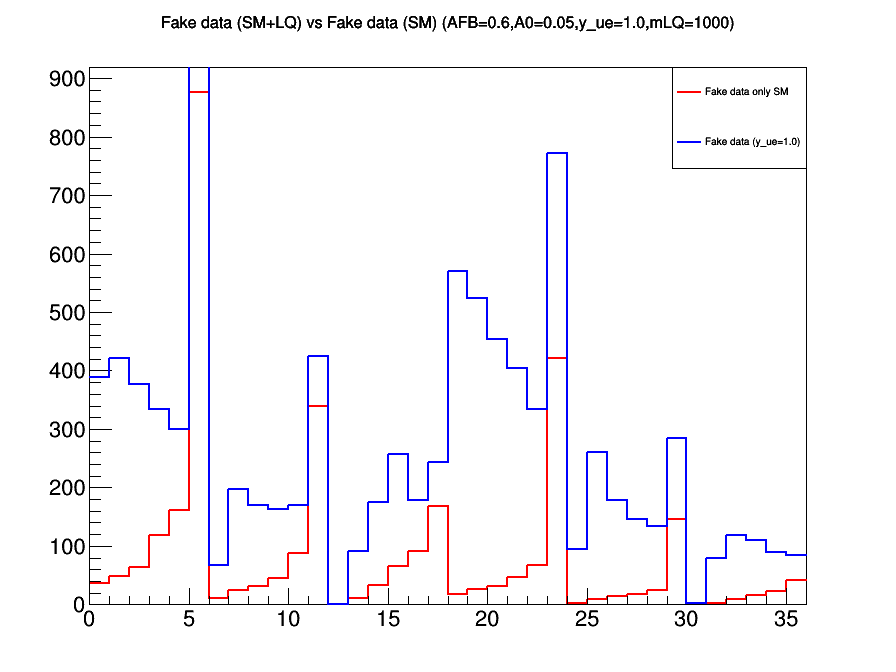 Fake data (SM+LQ) vs Fake data (SM) (AFB=0.6,A0=0.05,y_ue=1.0,mLQ=1000)
Fake data only SM
Fake data (y_ue=1.0)
900
800
700
600
500
400
300
200
100
0
0 5 10 15 20 25 30 35